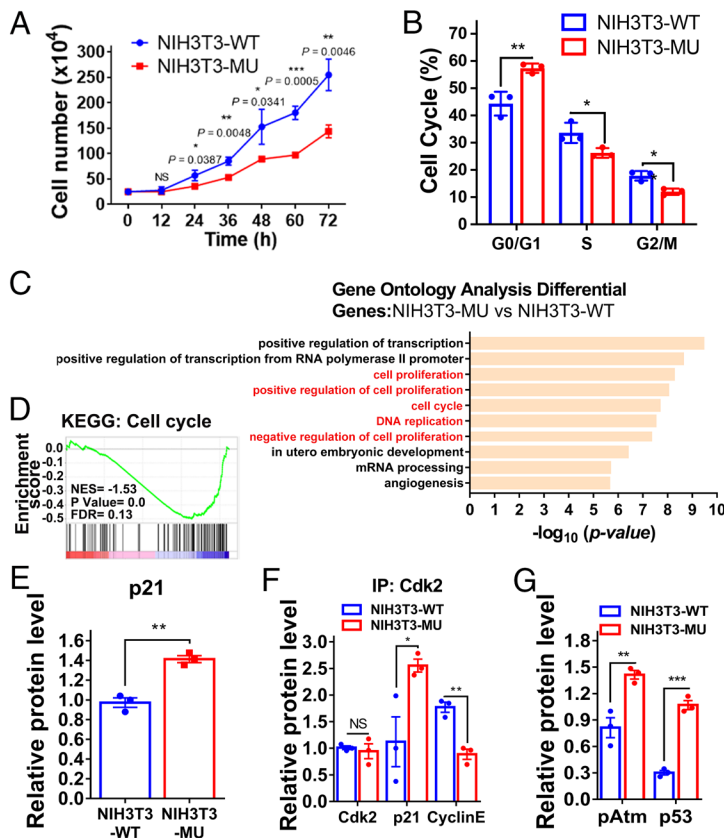 A
NIH3T3-WT
NIH3T3-MU
Cell number (x10⁴)
300
250
200
150
100
50
0
NS
*
P = 0.0387
**
P = 0.0048
*
P = 0.0341
***
P = 0.0005
**
P = 0.0046
0 12 24 36 48 60 72
Time (h)
B
NIH3T3-WT
NIH3T3-MU
Cell Cycle (%)
60
50
40
30
20
10
0
**
*
*
G0/G1 S G2/M
C
Gene Ontology Analysis Differential
Genes:NIH3T3-MU vs NIH3T3-WT
positive regulation of transcription
positive regulation of transcription from RNA polymerase II promoter
cell proliferation
positive regulation of cell proliferation
cell cycle
DNA replication
negative regulation of cell proliferation
in utero embryonic development
mRNA processing
angiogenesis
0 1 2 3 4 5 6 7 8 9 10
-log₁₀ (p-value)
D
KEGG: Cell cycle
Enrichment
score
0.0
-0.1
-0.2
-0.3
-0.4
-0.5
NES= -1.53
P Value= 0.0
FDR= 0.13
E
p21
Relative protein level
1.6
1.4
1.2
1.0
0.8
0.6
0.4
0.2
0.0
**
NIH3T3
-WT
NIH3T3
-MU
F
IP: Cdk2
NIH3T3-WT
NIH3T3-MU
Relative protein level
3.0
2.5
2.0
1.5
1.0
0.5
0.0
NS
*
**
Cdk2 p21 CyclinE
G
NIH3T3-WT
NIH3T3-MU
Relative protein level
1.8
1.5
1.2
0.9
0.6
0.3
0.0
**
***
pAtm p53